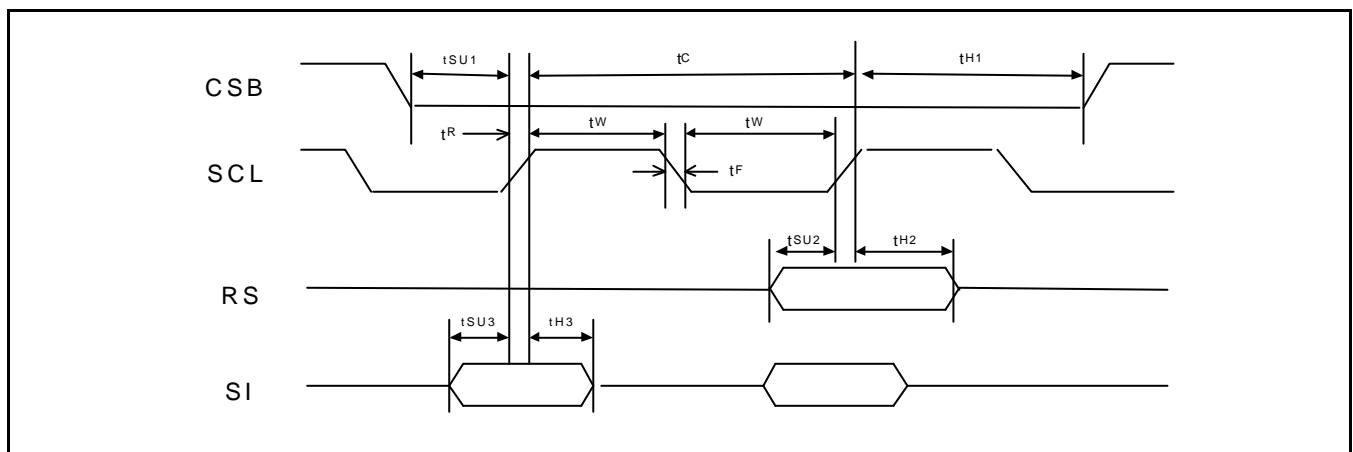 tSU1
tC
tH1
CSB
tR
tW
tW
SCL
tF
tSU2
tH2
RS
tSU3
tH3
SI